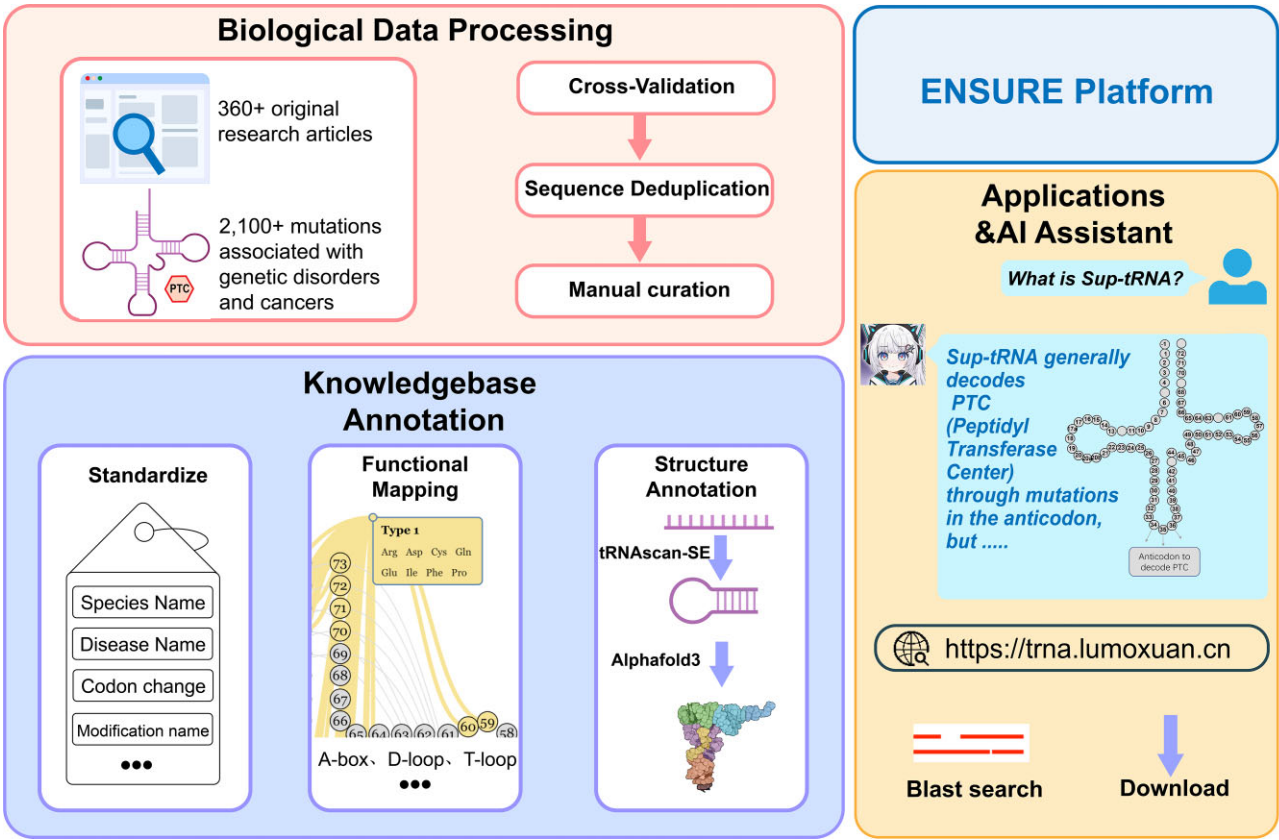 Biological Data Processing
360+ original
research articles
2,100+ mutations
associated with
genetic disorders
and cancers
PTC
Cross-Validation
Sequence Deduplication
Manual curation
ENSURE Platform
Knowledgebase
Annotation
Standardize
Species Name
Disease Name
Codon change
Modification name
•••
Functional
Mapping
Type 1
Arg Asp Cys Gln
Glu Ile Phe Pro
73
72
71
70
69
68
67
66
65 64 63 62 61 60 59 58
A-box、D-loop、T-loop
•••
Structure
Annotation
tRNAscan-SE
Alphafold3
Applications
&AI Assistant
What is Sup-tRNA?
Sup-tRNA generally
decodes
PTC
(Peptidyl
Transferase
Center)
through mutations
in the anticodon,
but .....
Anticodon to
decode PTC
https://trna.lumoxuan.cn
Blast search
Download